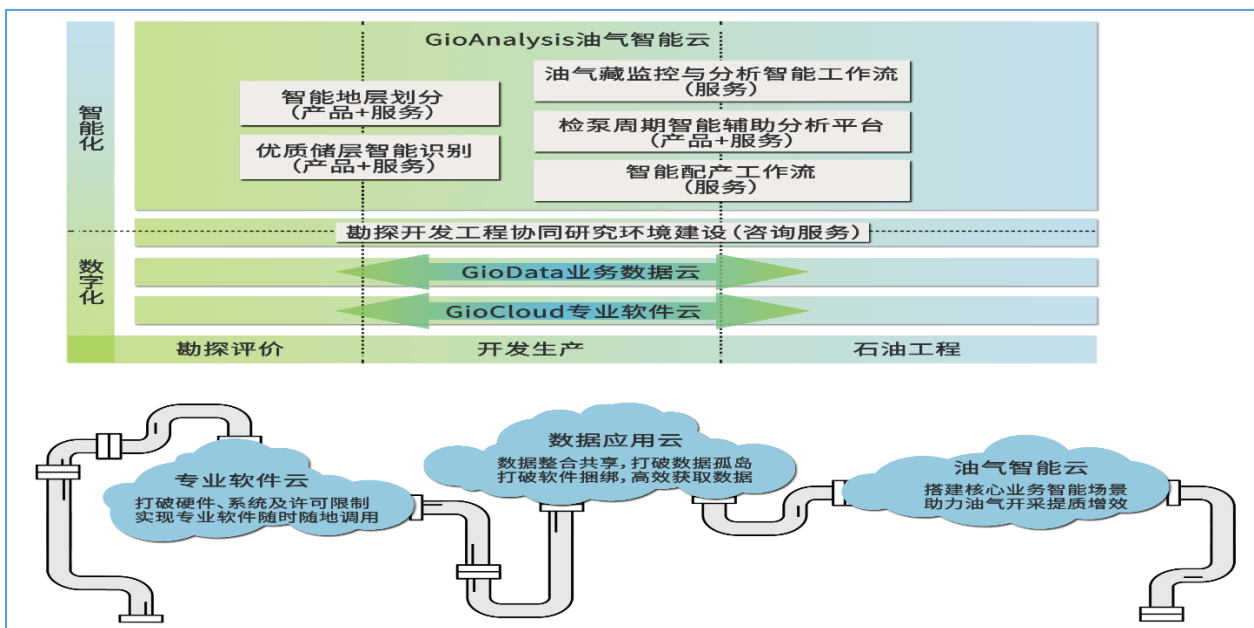 GioAnalysis油气智能云
智能化
智能地层划分
(产品+服务)
优质储层智能识别
(产品+服务)
油气藏监控与分析智能工作流
(服务)
检泵周期智能辅助分析平台
(产品+服务)
智能配产工作流
(服务)
勘探开发工程协同研究环境建设(咨询服务)
数字化
GioData业务数据云
GioCloud专业软件云
勘探评价
开发生产
石油工程
专业软件云
打破硬件、系统及许可限制
实现专业软件随时随地调用
数据应用云
数据整合共享,打破数据孤岛
打破软件捆绑,高效获取数据
油气智能云
搭建核心业务智能场景
助力油气开采提质增效